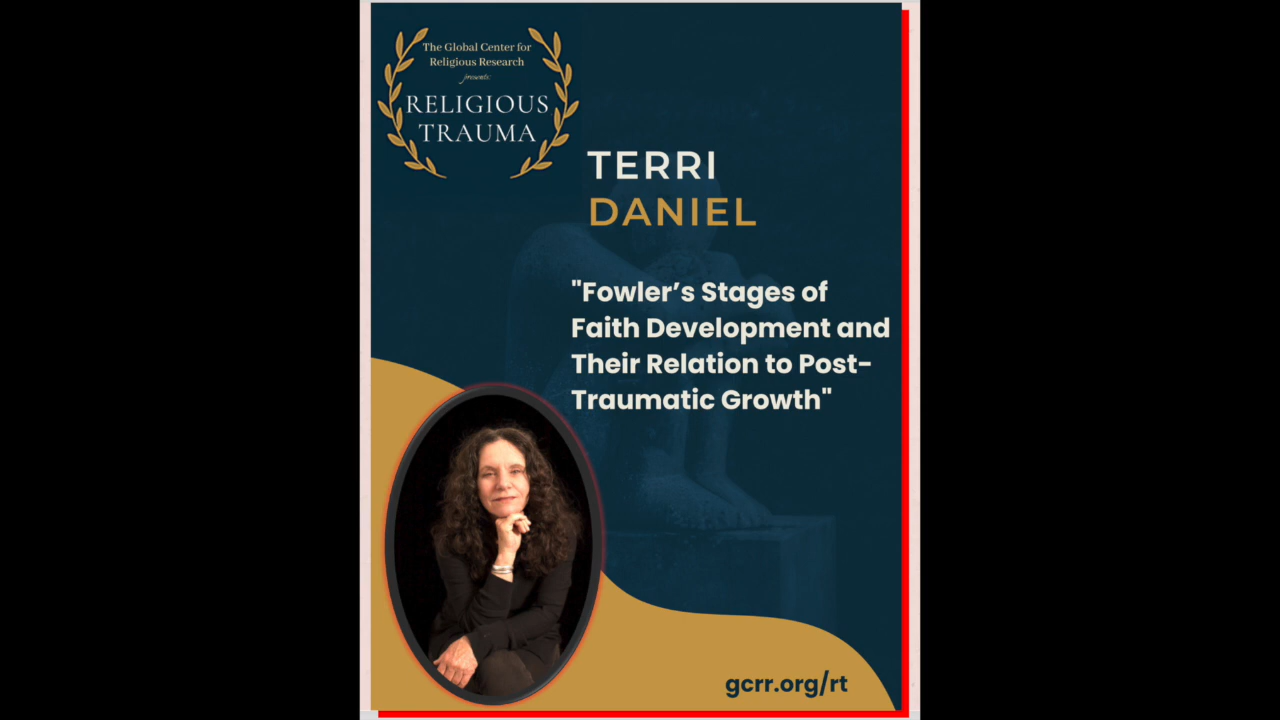 The Global Center for
Religious Research
presents:
RELIGIOUS
TRAUMA
TERRI
DANIEL
"Fowler’s Stages of
Faith Development and
Their Relation to Post-
Traumatic Growth"
gcrr.org/rt